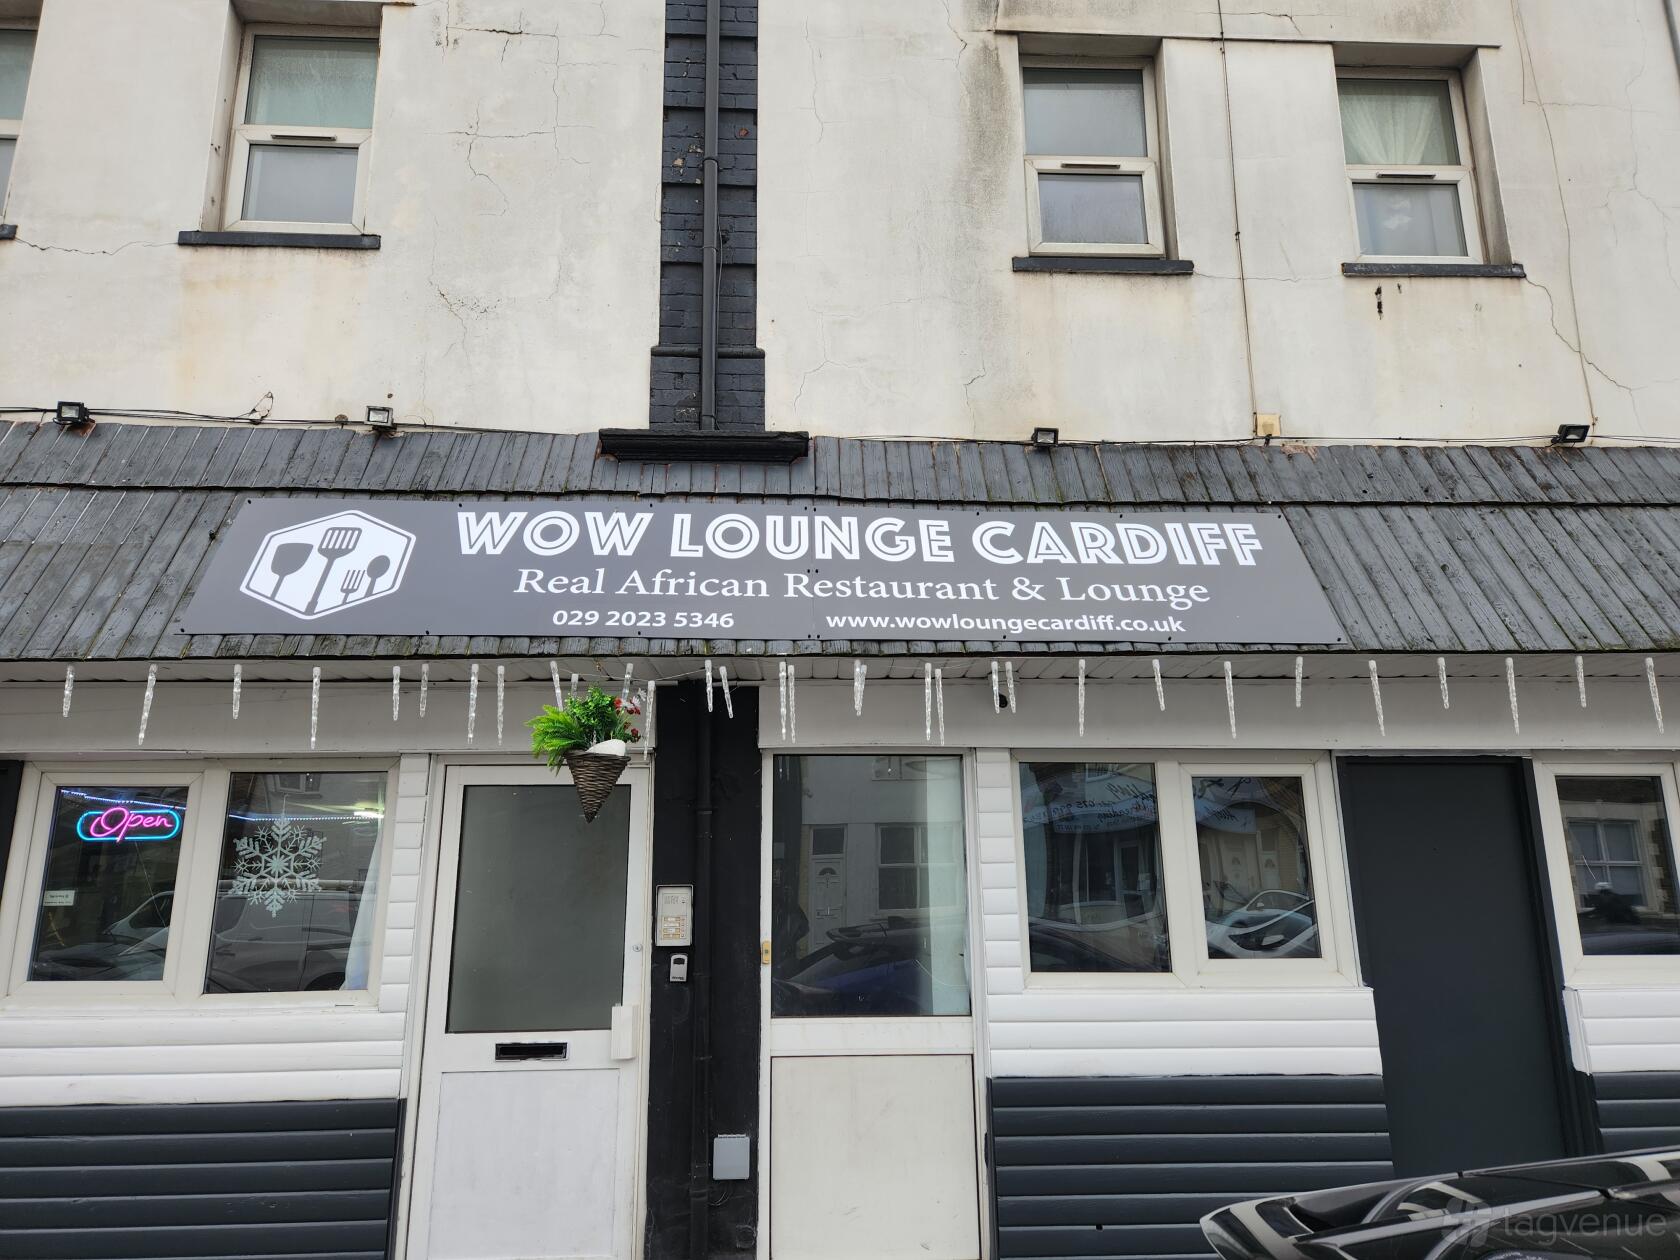 WOW LOUNGE CARDIFF
Real African Restaurant & Lounge
029 2023 5346
www.wowloungecardiff.co.uk
Open
tagvenue